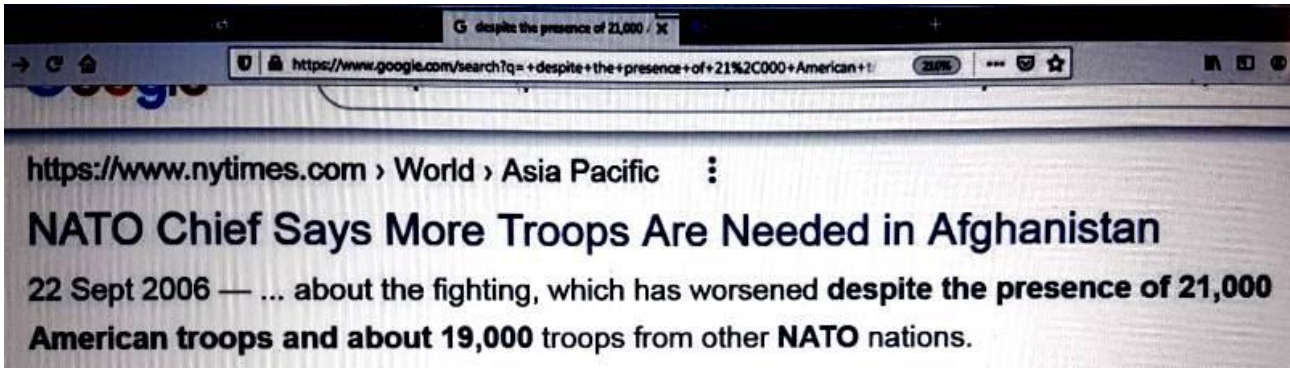 G despite the presence of 21,000 / X
https://www.google.com/search?q=+despite+the+presence+of+21%2C000+American+t
210%
Google
https://www.nytimes.com › World › Asia Pacific
NATO Chief Says More Troops Are Needed in Afghanistan
22 Sept 2006 — ... about the fighting, which has worsened despite the presence of 21,000
American troops and about 19,000 troops from other NATO nations.